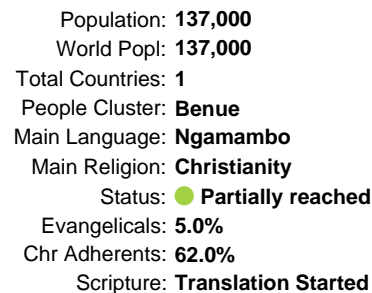 Population: 137,000
World Popl: 137,000
Total Countries: 1
People Cluster: Benue
Main Language: Ngamambo
Main Religion: Christianity
Status: Partially reached
Evangelicals: 5.0%
Chr Adherents: 62.0%
Scripture: Translation Started